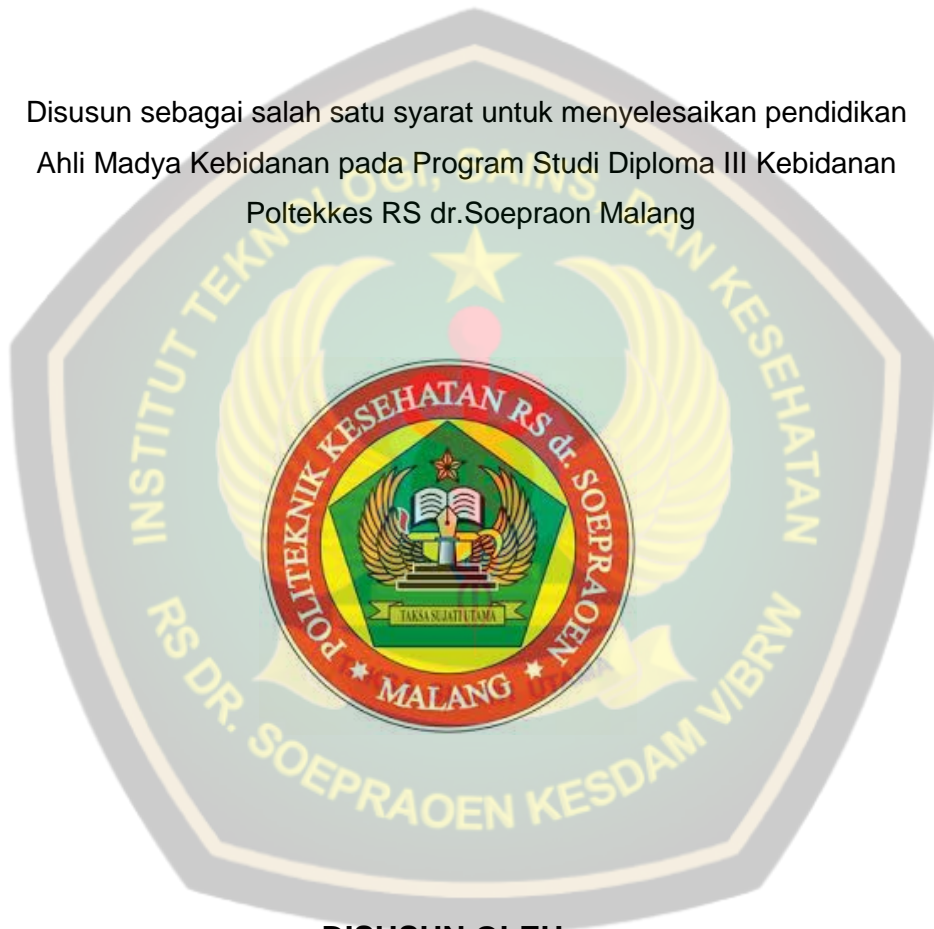 Disusun sebagai salah satu syarat untuk menyelesaikan pendidikan
Ahli Madya Kebidanan pada Program Studi Diploma III Kebidanan
Poltekkes RS dr.Soepraon Malang
INSTITUT TEKNOLOGI, SAINS, DAN KESEHATAN
POLITEKNIK KESEHATAN RS dr. SOEPRAOEN
TAKSA SUJATI UTAMA
* MALANG *
RS DR. SOEPRAOEN KESDAM V/BRW
DISUSUN OLEH